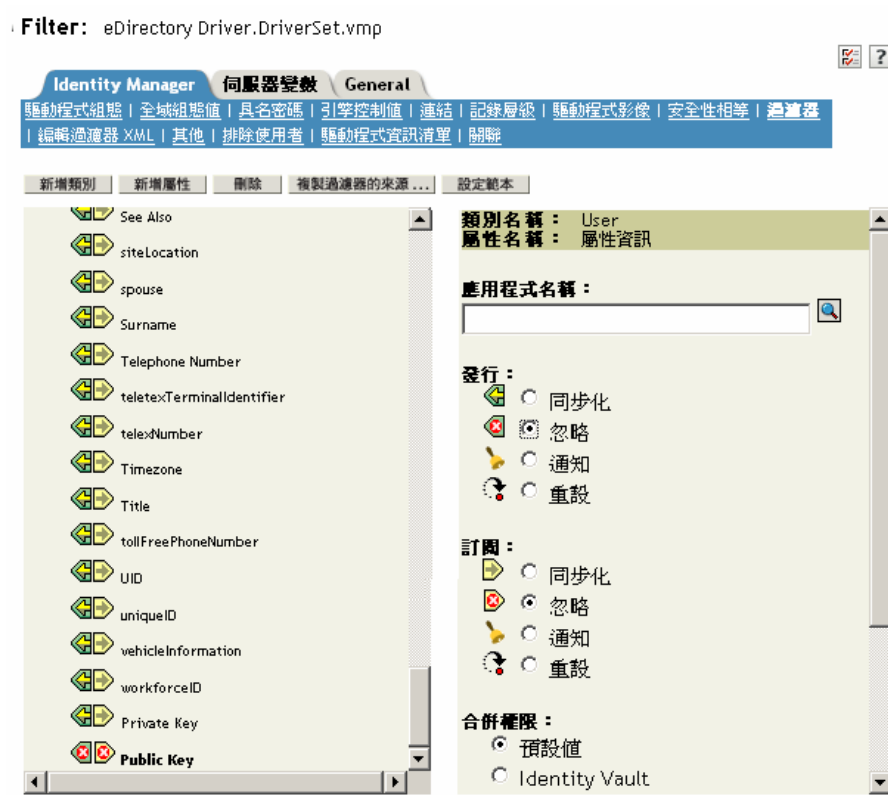 Filter: eDirectory Driver.DriverSet.vmp
?
Identity Manager 伺服器變數 General
驅動程式組態 | 全域組態值 | 具名密碼 | 引擎控制值 | 連結 | 記錄層級 | 驅動程式影像 | 安全性相等 | 過濾器
| 編輯過濾器 XML | 其他 | 排除使用者 | 驅動程式資訊清單 | 關聯
新增類別 新增屬性 刪除 複製過濾器的來源 ... 設定範本
See Also
siteLocation
spouse
Surname
Telephone Number
teletexTerminalIdentifier
telexNumber
Timezone
Title
tollFreePhoneNumber
UID
uniqueID
vehicleInformation
workforceID
Private Key
Public Key
類別名稱： User
屬性名稱： 屬性資訊
應用程式名稱：
發行：
同步化
忽略
通知
重設
訂閱：
同步化
忽略
通知
重設
合併權限：
預設值
Identity Vault